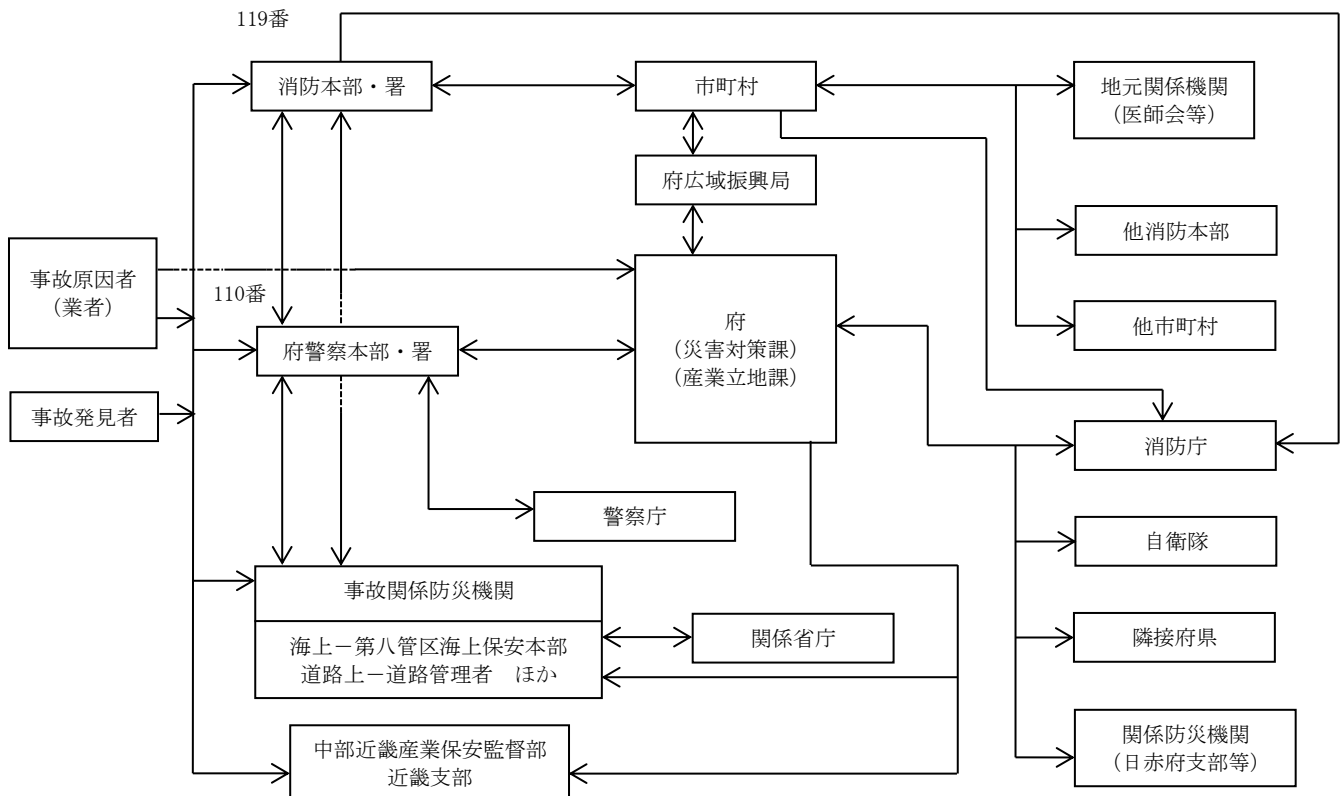 119番
消防本部・署
市町村
地元関係機関
（医師会等）
府広域振興局
他消防本部
事故原因者
（業者）
110番
府
（災害対策課）
（産業立地課）
他市町村
府警察本部・署
事故発見者
消防庁
警察庁
自衛隊
事故関係防災機関
海上－第八管区海上保安本部
道路上－道路管理者　ほか
関係省庁
隣接府県
中部近畿産業保安監督部
近畿支部
関係防災機関
（日赤府支部等）